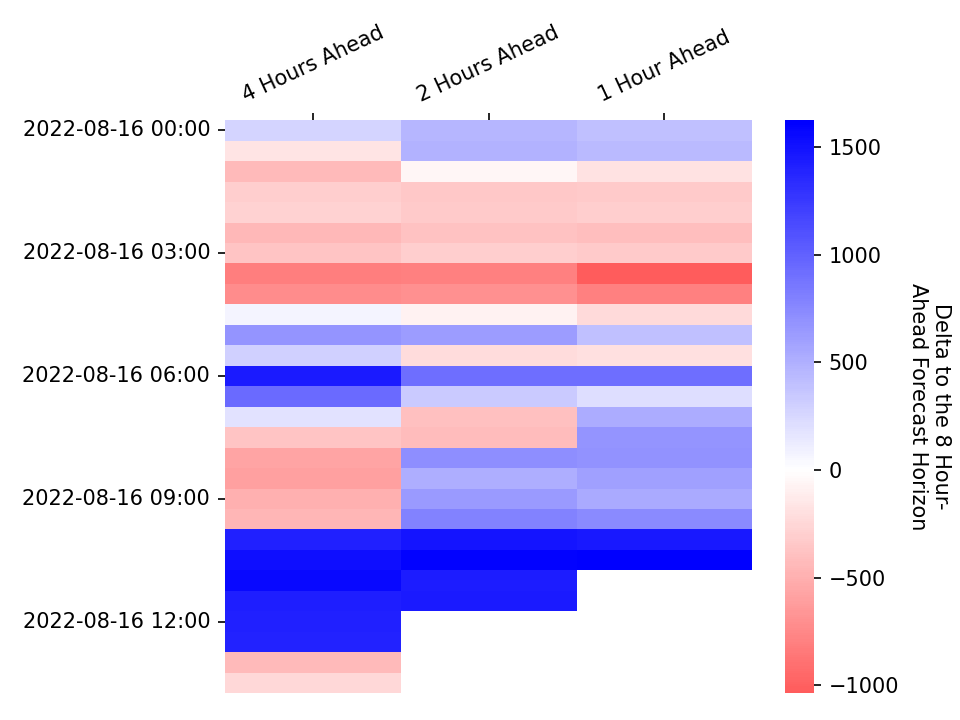 4 Hours Ahead
2 Hours Ahead
1 Hour Ahead
2022-08-16 00:00
2022-08-16 03:00
2022-08-16 06:00
2022-08-16 09:00
2022-08-16 12:00
1500
1000
500
0
−500
−1000
Delta to the 8 Hour-
Ahead Forecast Horizon